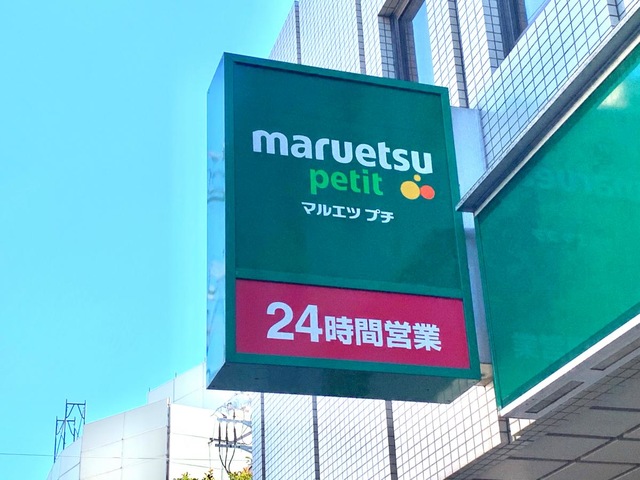 maruetsu
petit
マルエツ プチ
24時間営業